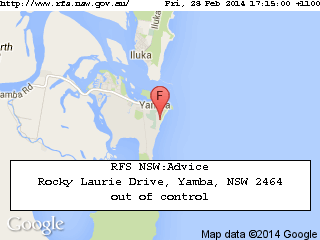 http://www.rfs.nsw.gov.au/ Fri, 28 Feb 2014 17:15:00 +1100
Iluka
Iluka
Yamba Rd
Yamba
F
RFS NSW:Advice
Rocky Laurie Drive, Yamba, NSW 2464
out of control
Google
Map Data ©2014 Google